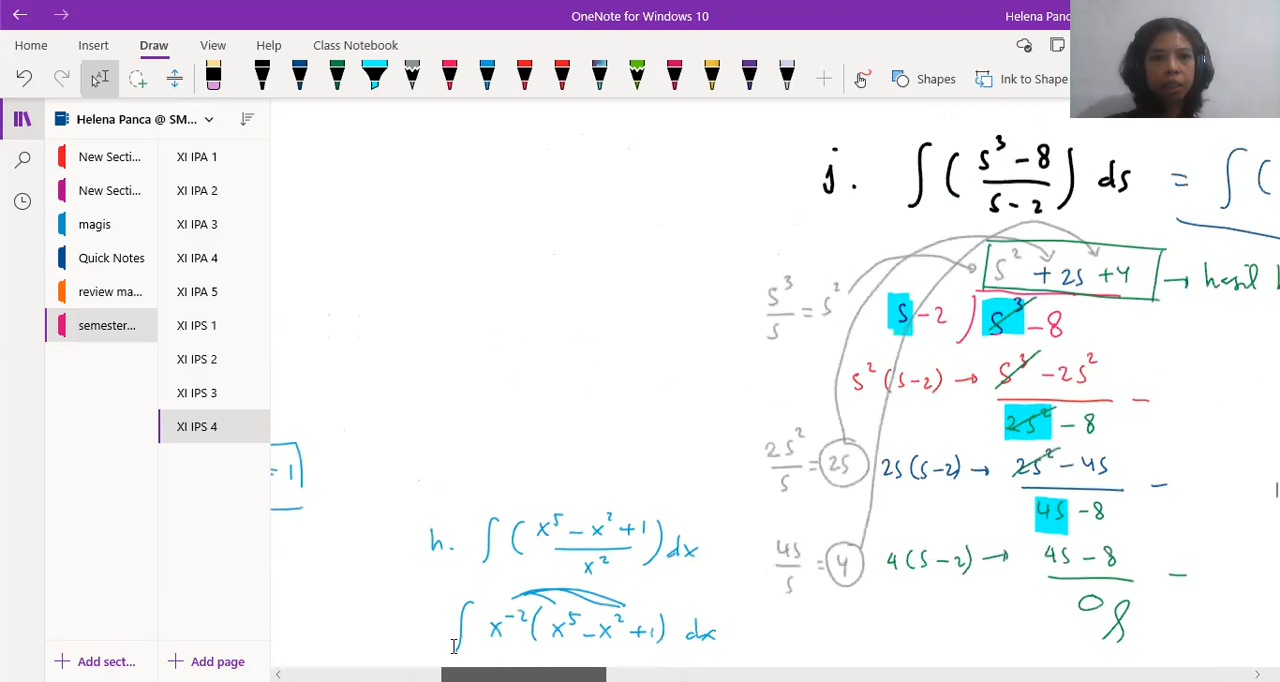 OneNote for Windows 10
Helena Panca
Home Insert Draw View Help Class Notebook
Shapes Ink to Shape
Helena Panca @ SM...
New Secti...
New Secti...
magis
Quick Notes
review ma...
semester...
XI IPA 1
XI IPA 2
XI IPA 3
XI IPA 4
XI IPA 5
XI IPS 1
XI IPS 2
XI IPS 3
XI IPS 4
Add sect...
Add page
= 1
h. ∫ ( (x⁵ - x² + 1) / x² ) dx
∫ x⁻² ( x⁵ - x² + 1 ) dx
j. ∫ ( (s³ - 8) / (s - 2) ) ds = ∫ (
s² + 2s + 4 → hasil
s³/s = s²
s - 2 ) s³ - 8
s² (s - 2) → s³ - 2s² -
2s² - 8
2s²/s = 2s
2s (s - 2) → 2s² - 4s -
4s - 8
4s/s = 4
4 (s - 2) → 4s - 8 -
0